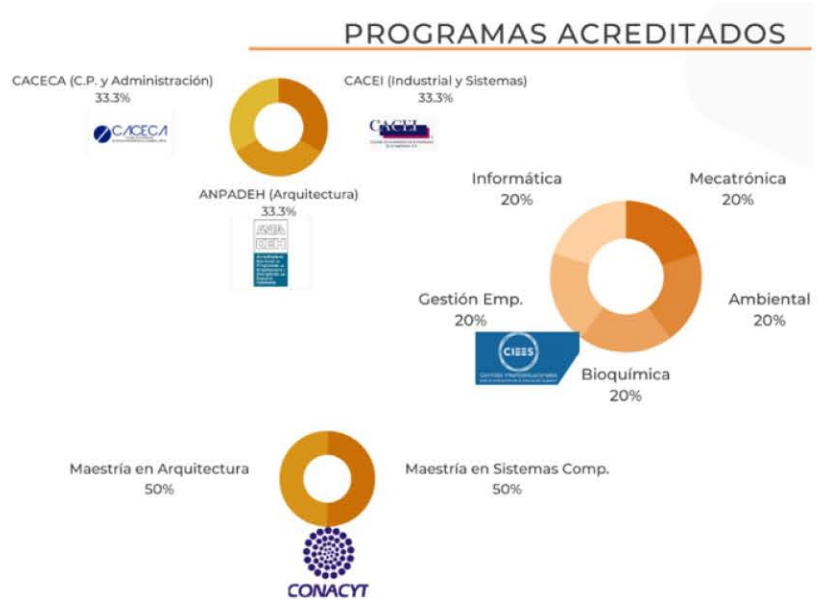 PROGRAMAS ACREDITADOS
CACECA (C.P. y Administración)
33.3%
CACEI (Industrial y Sistemas)
33.3%
CACECA
CACEI
ANPADEH (Arquitectura)
33.3%
ANPA
DEH
Informática
20%
Mecatrónica
20%
Gestión Emp.
20%
Ambiental
20%
CIEES
Bioquímica
20%
Maestría en Arquitectura
50%
Maestría en Sistemas Comp.
50%
CONACYT